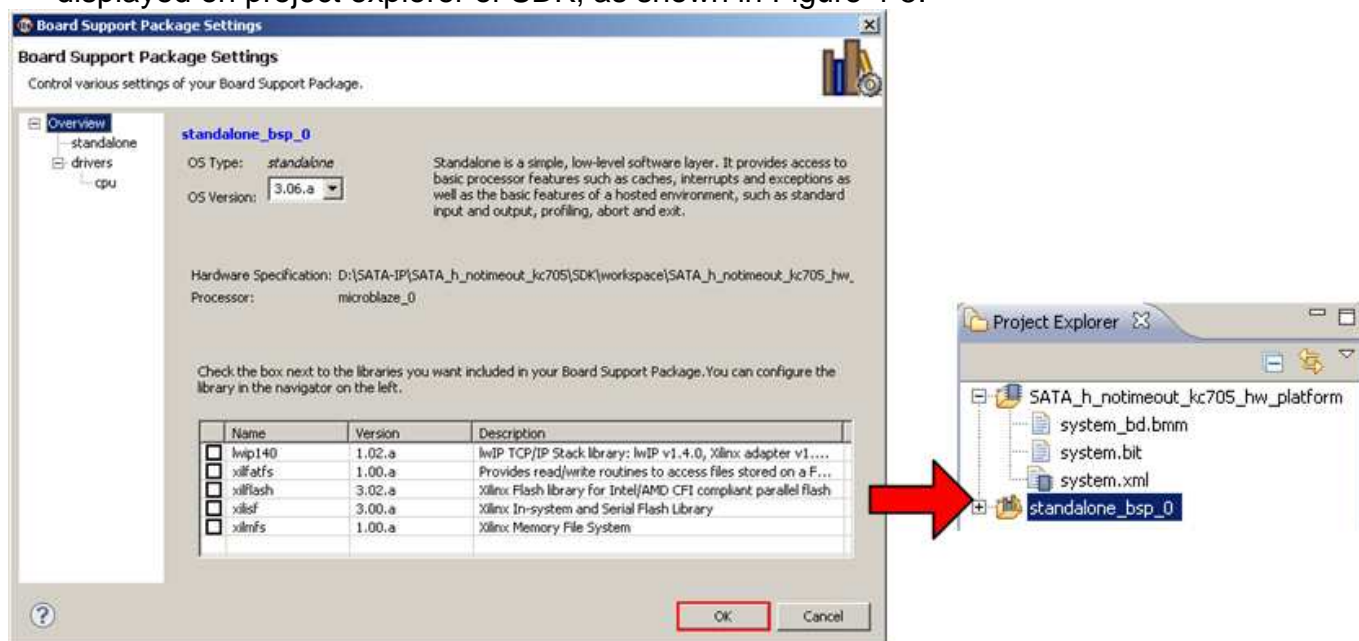 displayed on project explorer of SDK, as shown in Figure 4-8.
Board Support Package Settings
Board Support Package Settings
Control various settings of your Board Support Package.
Overview
standalone
drivers
cpu
standalone_bsp_0
OS Type: standalone
OS Version: 3.06.a
Standalone is a simple, low-level software layer. It provides access to
basic processor features such as caches, interrupts and exceptions as
well as the basic features of a hosted environment, such as standard
input and output, profiling, abort and exit.
Hardware Specification: D:\SATA-IP\SATA_h_notimeout_kc705\SDK\workspace\SATA_h_notimeout_kc705_hw_
Processor: microblaze_0
Check the box next to the libraries you want included in your Board Support Package.You can configure the
library in the navigator on the left.
Name Version Description
lwip140 1.02.a lwIP TCP/IP Stack library: lwIP v1.4.0, Xilinx adapter v1....
xilfatfs 1.00.a Provides read/write routines to access files stored on a F...
xilflash 3.02.a Xilinx Flash library for Intel/AMD CFI compliant parallel flash
xilisf 3.00.a Xilinx In-system and Serial Flash Library
xilmfs 1.00.a Xilinx Memory File System
OK Cancel
Project Explorer
SATA_h_notimeout_kc705_hw_platform
system_bd.bmm
system.bit
system.xml
standalone_bsp_0